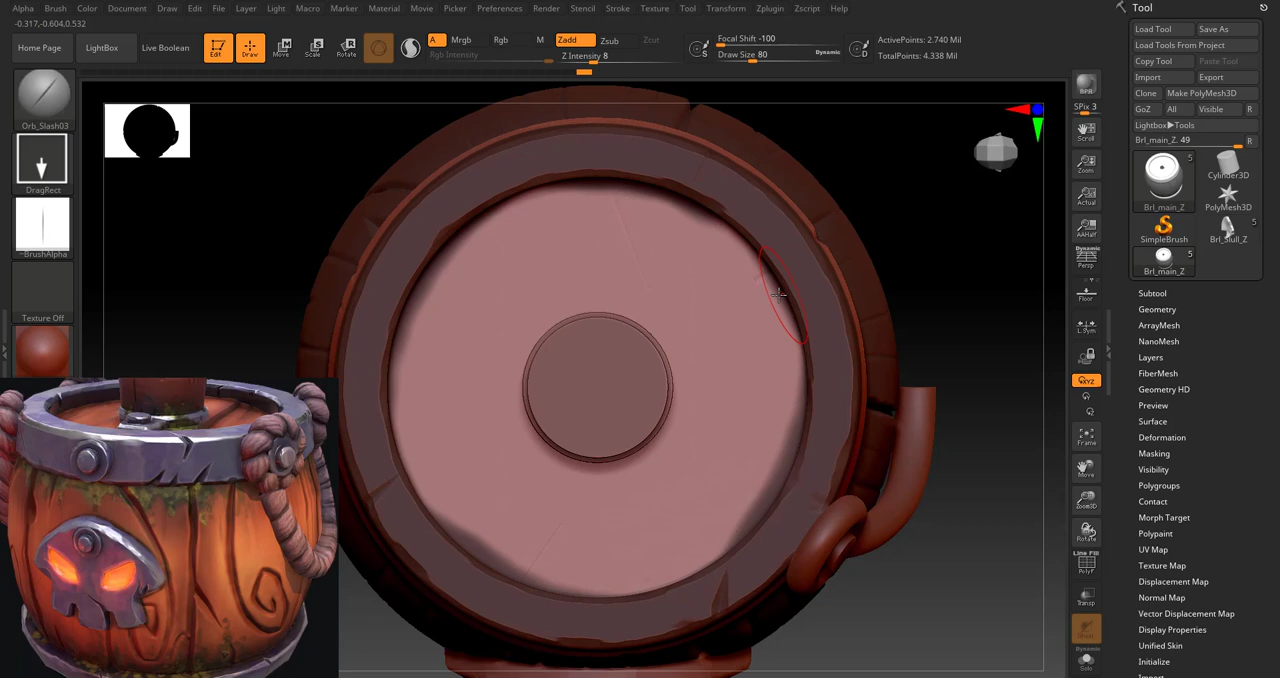 Alpha Brush Color Document Draw Edit File Layer Light Macro Marker Movie Picker Preferences Render Stencil Stroke Texture Tool Transform Zplugin Zscript Help
-0.317,-0.604,0.532
Home Page LightBox Live Boolean Edit Draw Move Scale Rotate A Mrgb Rgb M Zadd Zsub Zcut
Rgb Intensity Z Intensity 8
S Focal Shift -100
Draw Size 80 Dynamic D
ActivePoints: 2.740 Mil
TotalPoints: 4.338 Mil
Orb_Slash03
DragRect
~BrushAlpha
Texture Off
BPR
SPix 3
Scroll
Zoom
Actual
AAHalf
Dynamic
Persp
Floor
L.Sym
XYZ
Frame
Move
Zoom3D
Rotate
Line Fill
PolyF
Transp
Dynamic
Solo
Tool
Load Tool Save As
Load Tools From Project
Copy Tool Paste Tool
Import Export
Clone Make PolyMesh3D
GoZ All Visible R
Lightbox▶Tools
Brl_main_Z. 49 R
5
Brl_main_Z
Cylinder3D
PolyMesh3D
SimpleBrush
5
5
Brl_main_Z
Subtool
Geometry
ArrayMesh
NanoMesh
Layers
FiberMesh
Geometry HD
Preview
Surface
Deformation
Masking
Visibility
Polygroups
Contact
Morph Target
Polypaint
UV Map
Texture Map
Displacement Map
Normal Map
Vector Displacement Map
Display Properties
Unified Skin
Initialize
Import